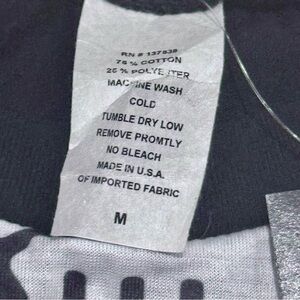 RN # 137838
75 % COTTON
25 % POLYESTER
MACHINE WASH
COLD
TUMBLE DRY LOW
REMOVE PROMTLY
NO BLEACH
MADE IN U.S.A.
OF IMPORTED FABRIC
M